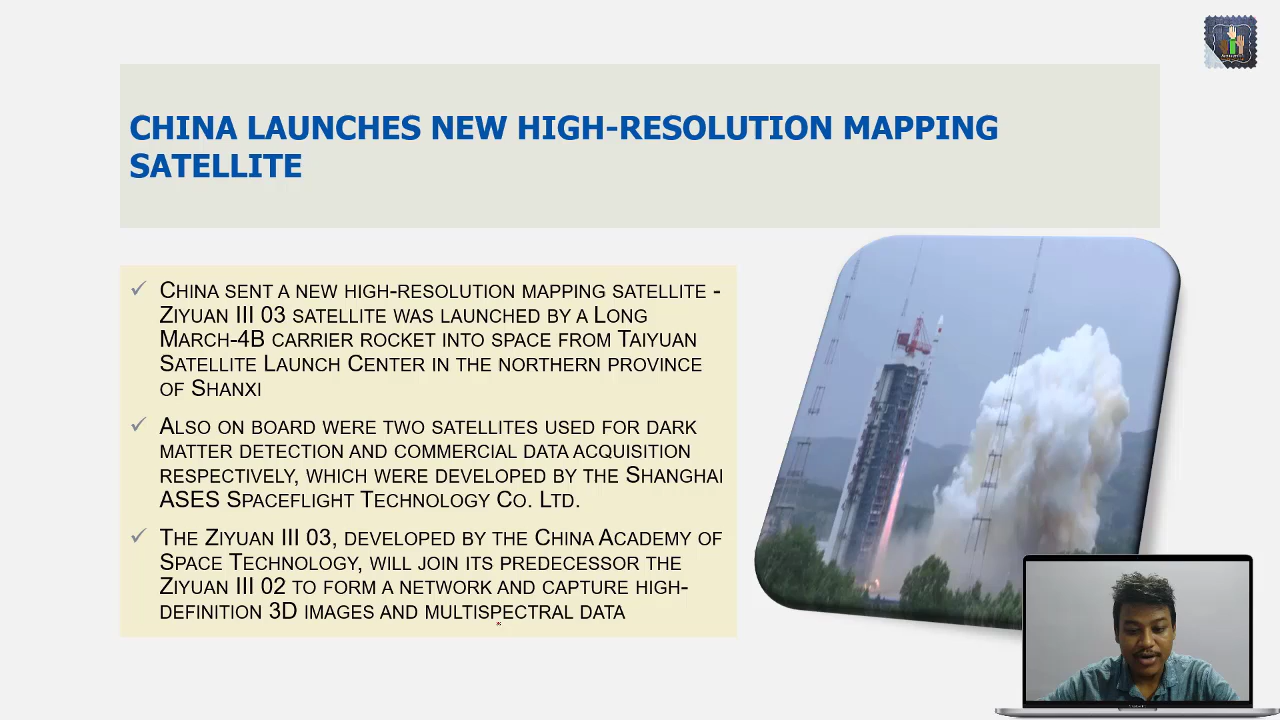 CHINA LAUNCHES NEW HIGH-RESOLUTION MAPPING
SATELLITE
CHINA SENT A NEW HIGH-RESOLUTION MAPPING SATELLITE -
ZIYUAN III 03 SATELLITE WAS LAUNCHED BY A LONG
MARCH-4B CARRIER ROCKET INTO SPACE FROM TAIYUAN
SATELLITE LAUNCH CENTER IN THE NORTHERN PROVINCE
OF SHANXI
ALSO ON BOARD WERE TWO SATELLITES USED FOR DARK
MATTER DETECTION AND COMMERCIAL DATA ACQUISITION
RESPECTIVELY, WHICH WERE DEVELOPED BY THE SHANGHAI
ASES SPACEFLIGHT TECHNOLOGY CO. LTD.
THE ZIYUAN III 03, DEVELOPED BY THE CHINA ACADEMY OF
SPACE TECHNOLOGY, WILL JOIN ITS PREDECESSOR THE
ZIYUAN III 02 TO FORM A NETWORK AND CAPTURE HIGH-
DEFINITION 3D IMAGES AND MULTISPECTRAL DATA